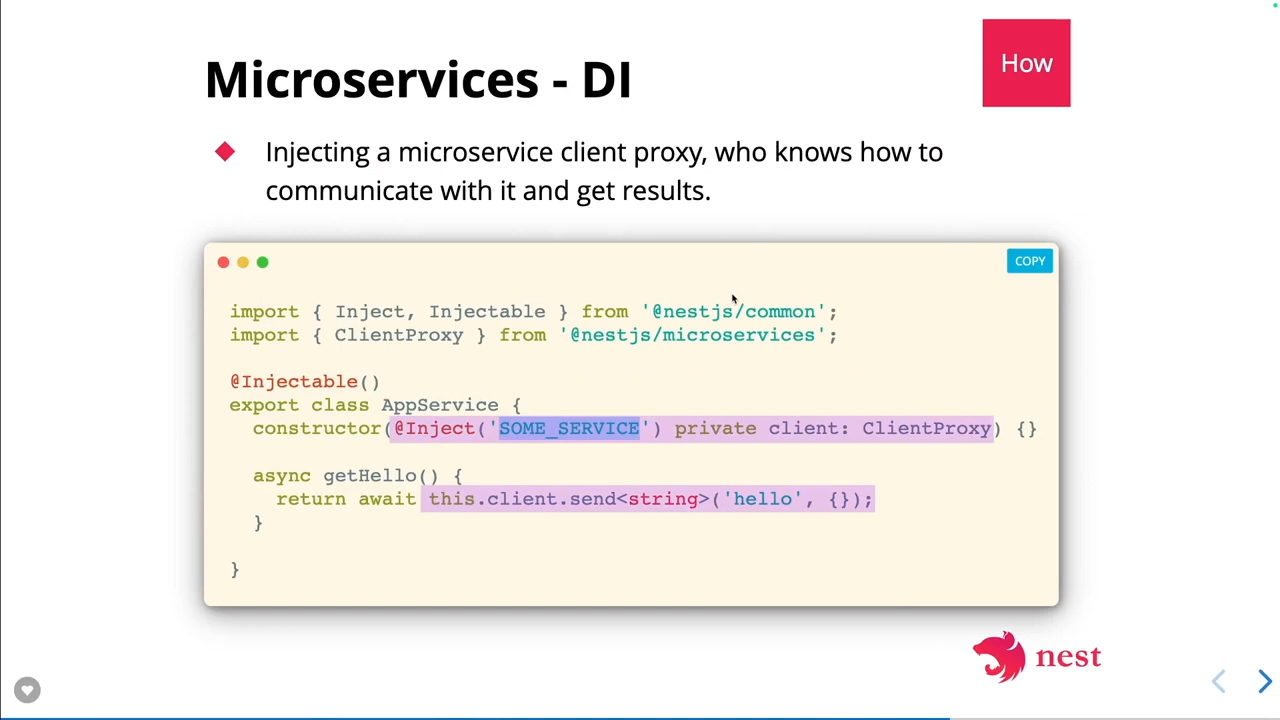 How
Microservices - DI
Injecting a microservice client proxy, who knows how to
communicate with it and get results.
COPY
import { Inject, Injectable } from '@nestjs/common';
import { ClientProxy } from '@nestjs/microservices';
@Injectable()
export class AppService {
constructor(@Inject('SOME_SERVICE') private client: ClientProxy) {}
async getHello() {
return await this.client.send<string>('hello', {});
}
}
nest